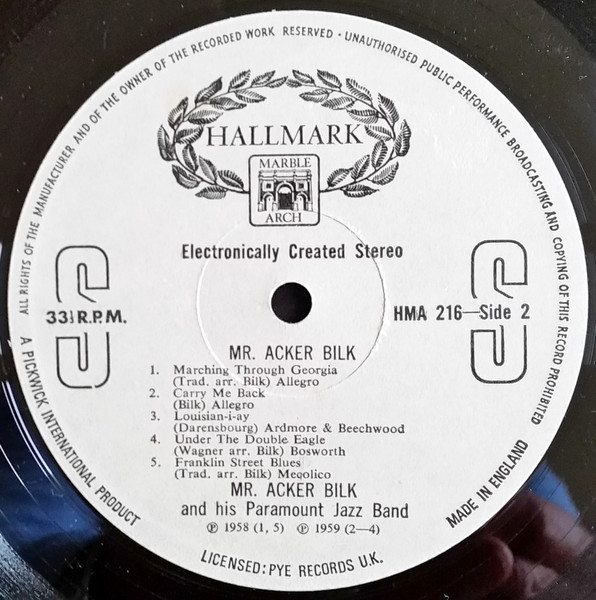 ALL RIGHTS OF THE MANUFACTURER AND OF THE OWNER OF THE RECORDED WORK RESERVED · UNAUTHORISED PUBLIC PERFORMANCE BROADCASTING AND COPYING OF THIS RECORD PROHIBITED
HALLMARK
MARBLE
ARCH
Electronically Created Stereo
33⅓ R.P.M.
HMA 216—Side 2
MR. ACKER BILK
1. Marching Through Georgia
(Trad. arr. Bilk) Allegro
2. Carry Me Back
(Bilk) Allegro
3. Louisian-i-ay
(Darensbourg) Ardmore & Beechwood
4. Under The Double Eagle
(Wagner arr. Bilk) Bosworth
5. Franklin Street Blues
(Trad. arr. Bilk) Meqolico
MR. ACKER BILK
and his Paramount Jazz Band
℗ 1958 (1, 5) ℗ 1959 (2—4)
A PICKWICK INTERNATIONAL PRODUCT
LICENSED: PYE RECORDS U.K.
MADE IN ENGLAND